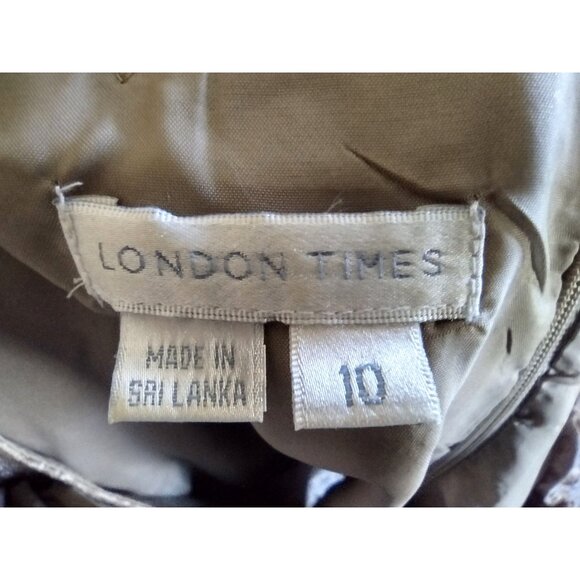 LONDON TIMES
MADE IN
SRI LANKA
10